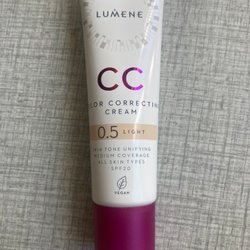 LUMENE
CC
COLOR CORRECTING
CREAM
0.5 LIGHT
SKIN TONE UNIFYING
MEDIUM COVERAGE
ALL SKIN TYPES
SPF20
VEGAN